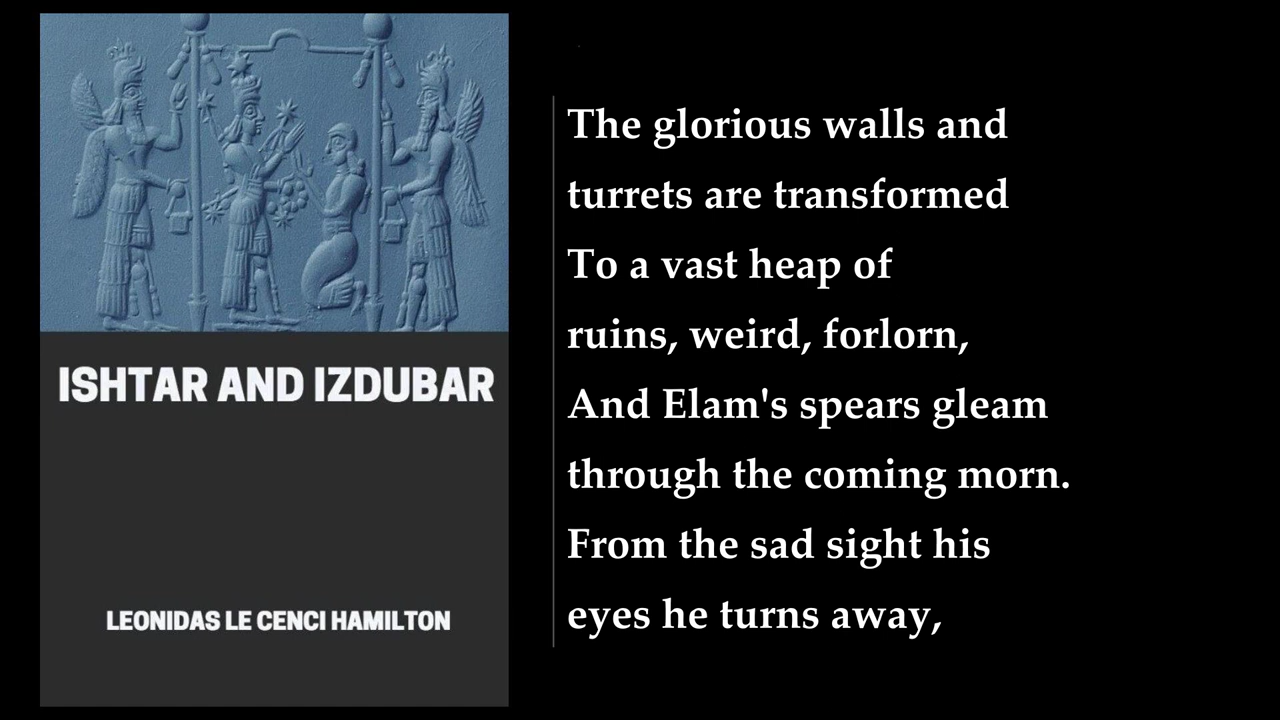 ISHTAR AND IZDUBAR
LEONIDAS LE CENCI HAMILTON
The glorious walls and
turrets are transformed
To a vast heap of
ruins, weird, forlorn,
And Elam's spears gleam
through the coming morn.
From the sad sight his
eyes he turns away,